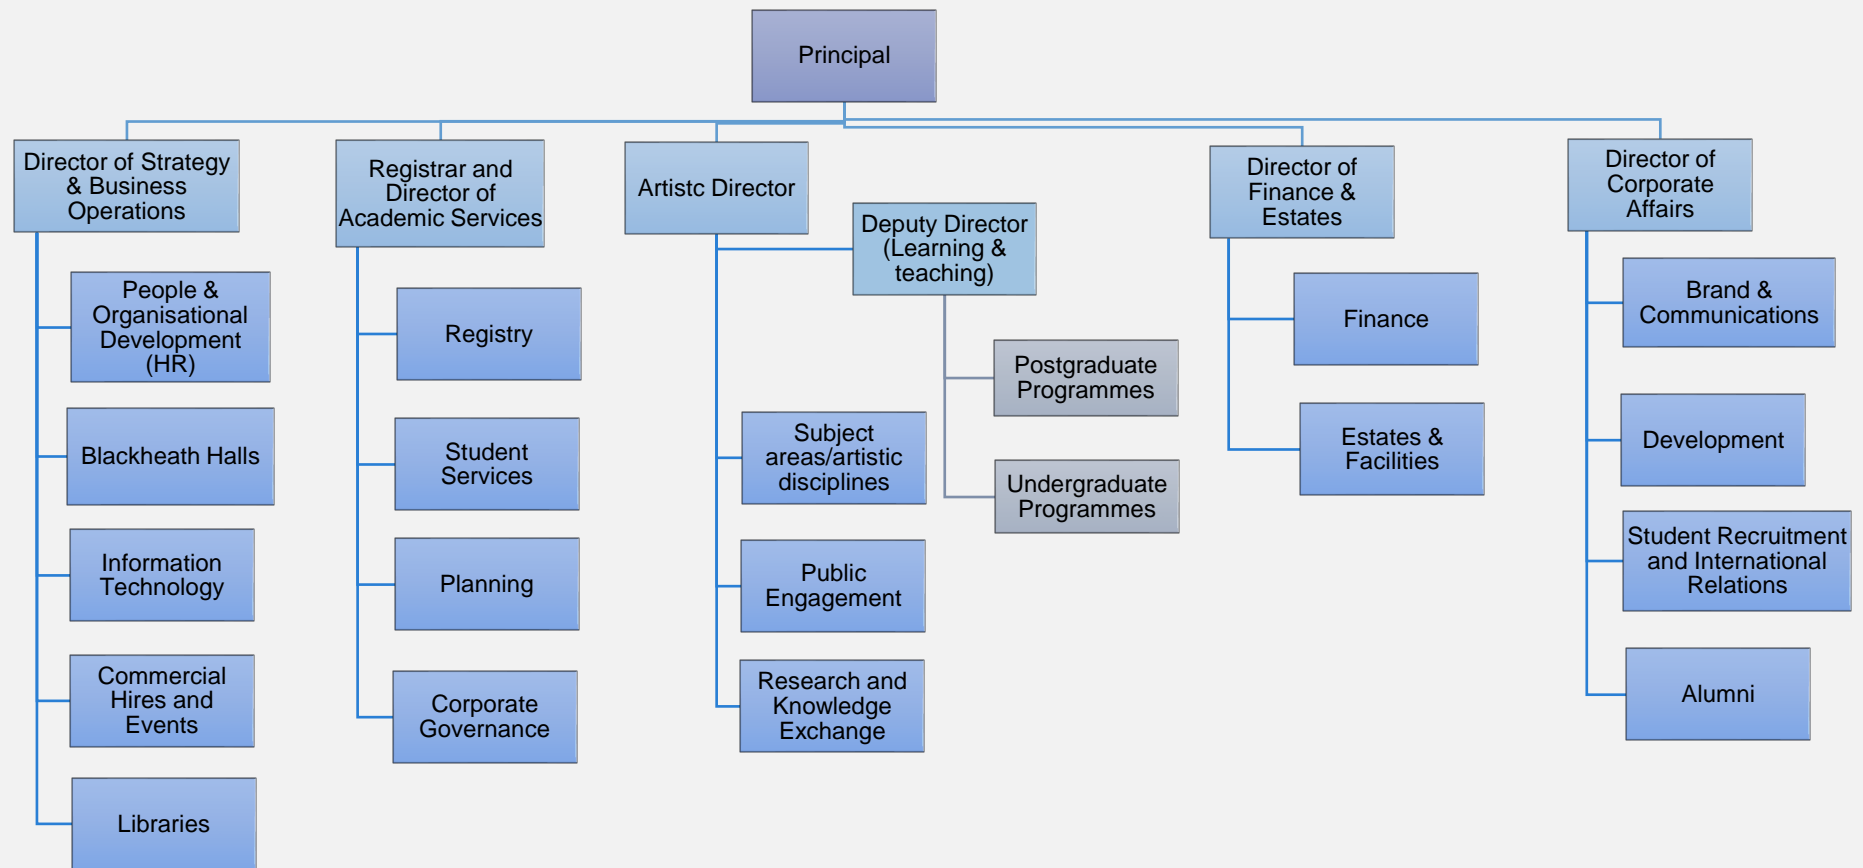 Principal
Director of Strategy
& Business
Operations
Registrar and
Director of
Academic Services
Artistc Director
Deputy Director
(Learning &
teaching)
Director of
Finance &
Estates
Director of
Corporate
Affairs
People &
Organisational
Development
(HR)
Blackheath Halls
Information
Technology
Commercial
Hires and
Events
Libraries
Registry
Student
Services
Planning
Corporate
Governance
Subject
areas/artistic
disciplines
Public
Engagement
Research and
Knowledge
Exchange
Postgraduate
Programmes
Undergraduate
Programmes
Finance
Estates &
Facilities
Brand &
Communications
Development
Student Recruitment
and International
Relations
Alumni